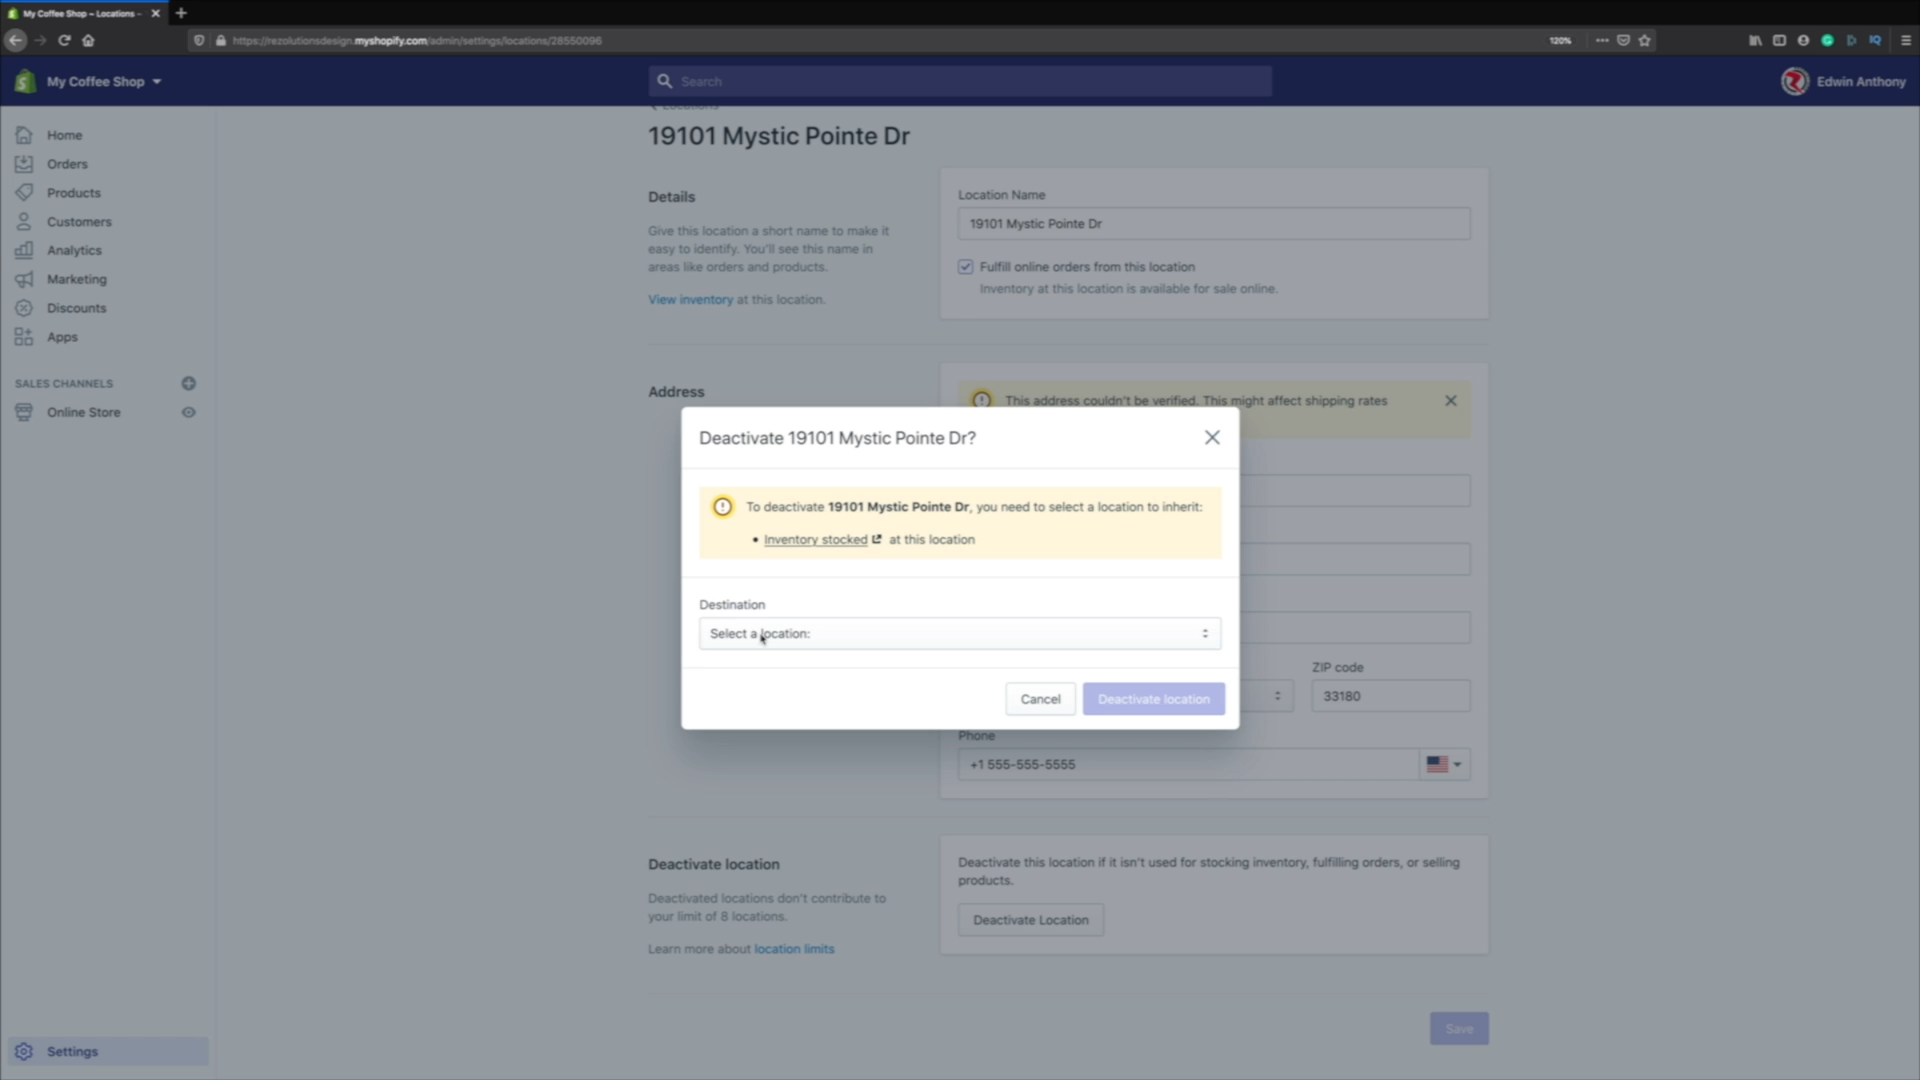 My Coffee Shop ~ Locations ~
https://rezolutionsdesign.myshopify.com/admin/settings/locations/28550096
120%
My Coffee Shop
Search
Edwin Anthony
Home
Orders
Products
Customers
Analytics
Marketing
Discounts
Apps
SALES CHANNELS
Online Store
Settings
Locations
19101 Mystic Pointe Dr
Details
Give this location a short name to make it
easy to identify. You'll see this name in
areas like orders and products.
View inventory at this location.
Location Name
19101 Mystic Pointe Dr
Fulfill online orders from this location
Inventory at this location is available for sale online.
Address
This address couldn't be verified. This might affect shipping rates
Deactivate 19101 Mystic Pointe Dr?
To deactivate 19101 Mystic Pointe Dr, you need to select a location to inherit:
• Inventory stocked at this location
Destination
Select a location:
Cancel
Deactivate location
ZIP code
33180
Phone
+1 555-555-5555
Deactivate location
Deactivated locations don't contribute to
your limit of 8 locations.
Learn more about location limits
Deactivate this location if it isn't used for stocking inventory, fulfilling orders, or selling
products.
Deactivate Location
Save